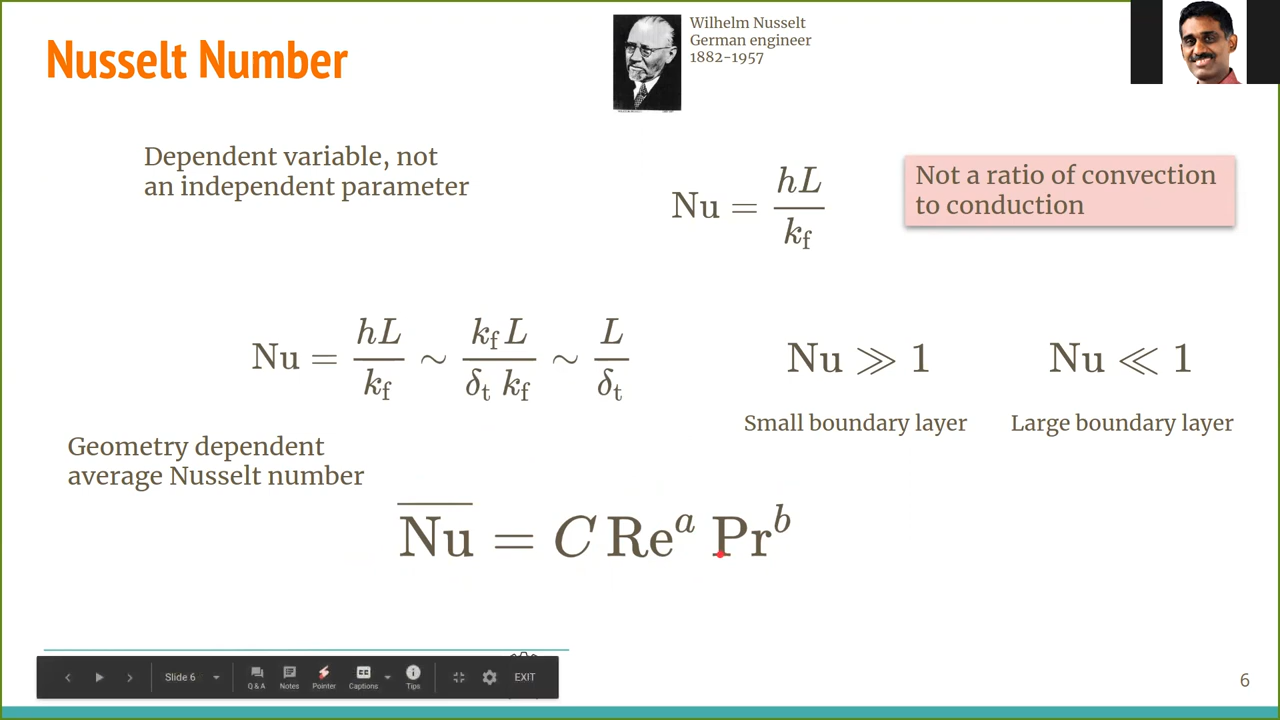 Nusselt Number
Wilhelm Nusselt
German engineer
1882-1957
Dependent variable, not
an independent parameter
Nu = hL/k_f
Not a ratio of convection
to conduction
Nu = hL/k_f ∼ k_f L/δ_t k_f ∼ L/δ_t
Nu ≫ 1
Nu ≪ 1
Small boundary layer
Large boundary layer
Geometry dependent
average Nusselt number
N̅u̅ = C Re^a Pr^b
Slide 6
Q & A
Notes
Pointer
CC
Captions
Tips
EXIT
6